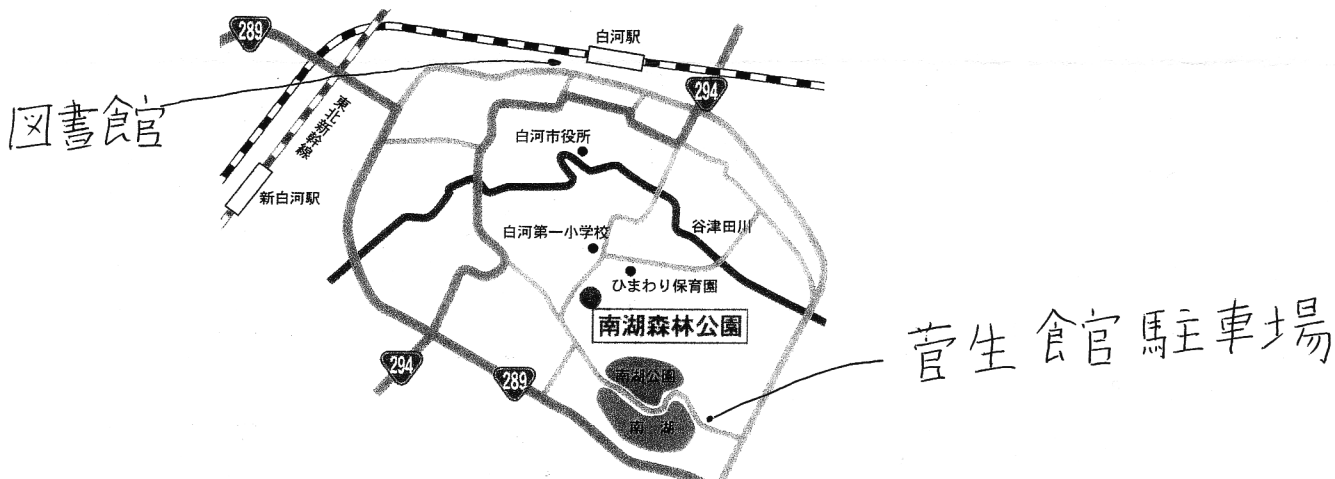 289
白河駅
294
図書館
東北新幹線
白河市役所
新白河駅
白河第一小学校
谷津田川
ひまわり保育園
南湖森林公園
菅生館駐車場
294
289
南湖公園
南湖